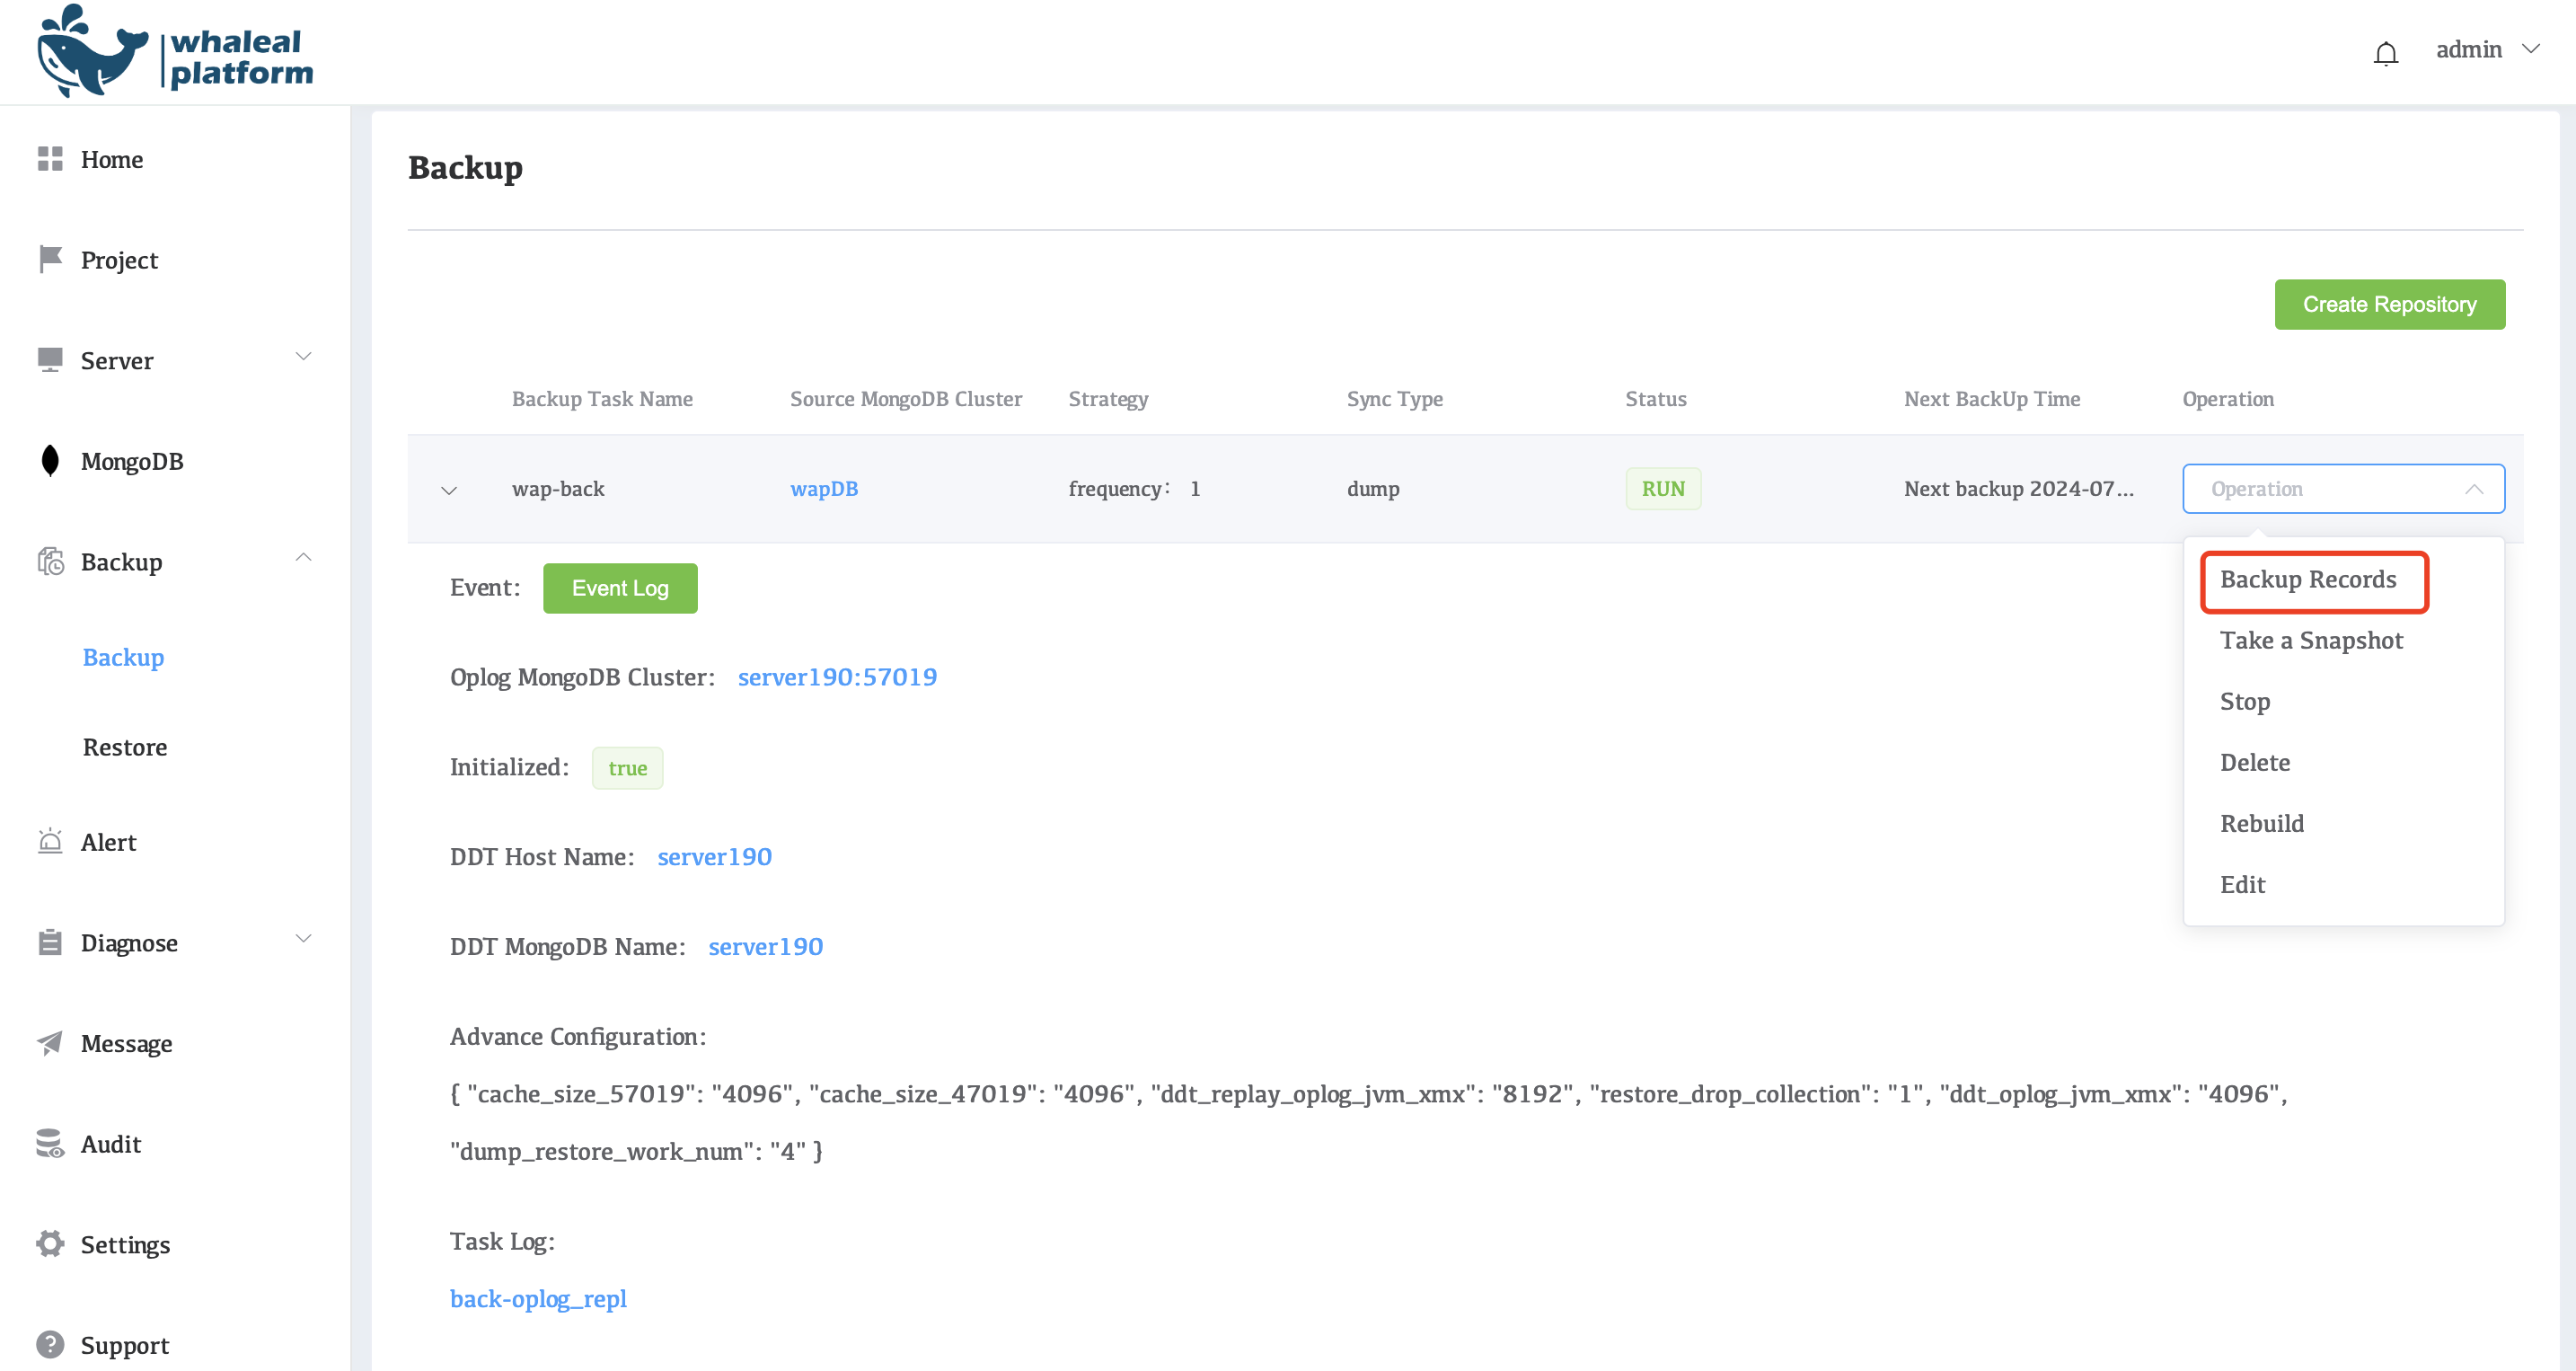 whaleal
platform
admin
Home
Project
Server
MongoDB
Backup
Backup
Restore
Alert
Diagnose
Message
Audit
Settings
Support
Backup
Create Repository
Backup Task Name Source MongoDB Cluster Strategy Sync Type Status Next BackUp Time Operation
wap-back wapDB frequency： 1 dump RUN Next backup 2024-07... Operation
Backup Records
Take a Snapshot
Stop
Delete
Rebuild
Edit
Event: Event Log
Oplog MongoDB Cluster: server190:57019
Initialized: true
DDT Host Name: server190
DDT MongoDB Name: server190
Advance Configuration:
{ "cache_size_57019": "4096", "cache_size_47019": "4096", "ddt_replay_oplog_jvm_xmx": "8192", "restore_drop_collection": "1", "ddt_oplog_jvm_xmx": "4096",
"dump_restore_work_num": "4" }
Task Log:
back-oplog_repl